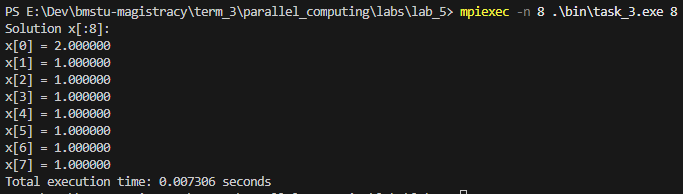 PS E:\Dev\bmstu-magistracy\term_3\parallel_computing\labs\lab_5> mpiexec -n 8 .\bin\task_3.exe 8
Solution x[:8]:
x[0] = 2.000000
x[1] = 1.000000
x[2] = 1.000000
x[3] = 1.000000
x[4] = 1.000000
x[5] = 1.000000
x[6] = 1.000000
x[7] = 1.000000
Total execution time: 0.007306 seconds